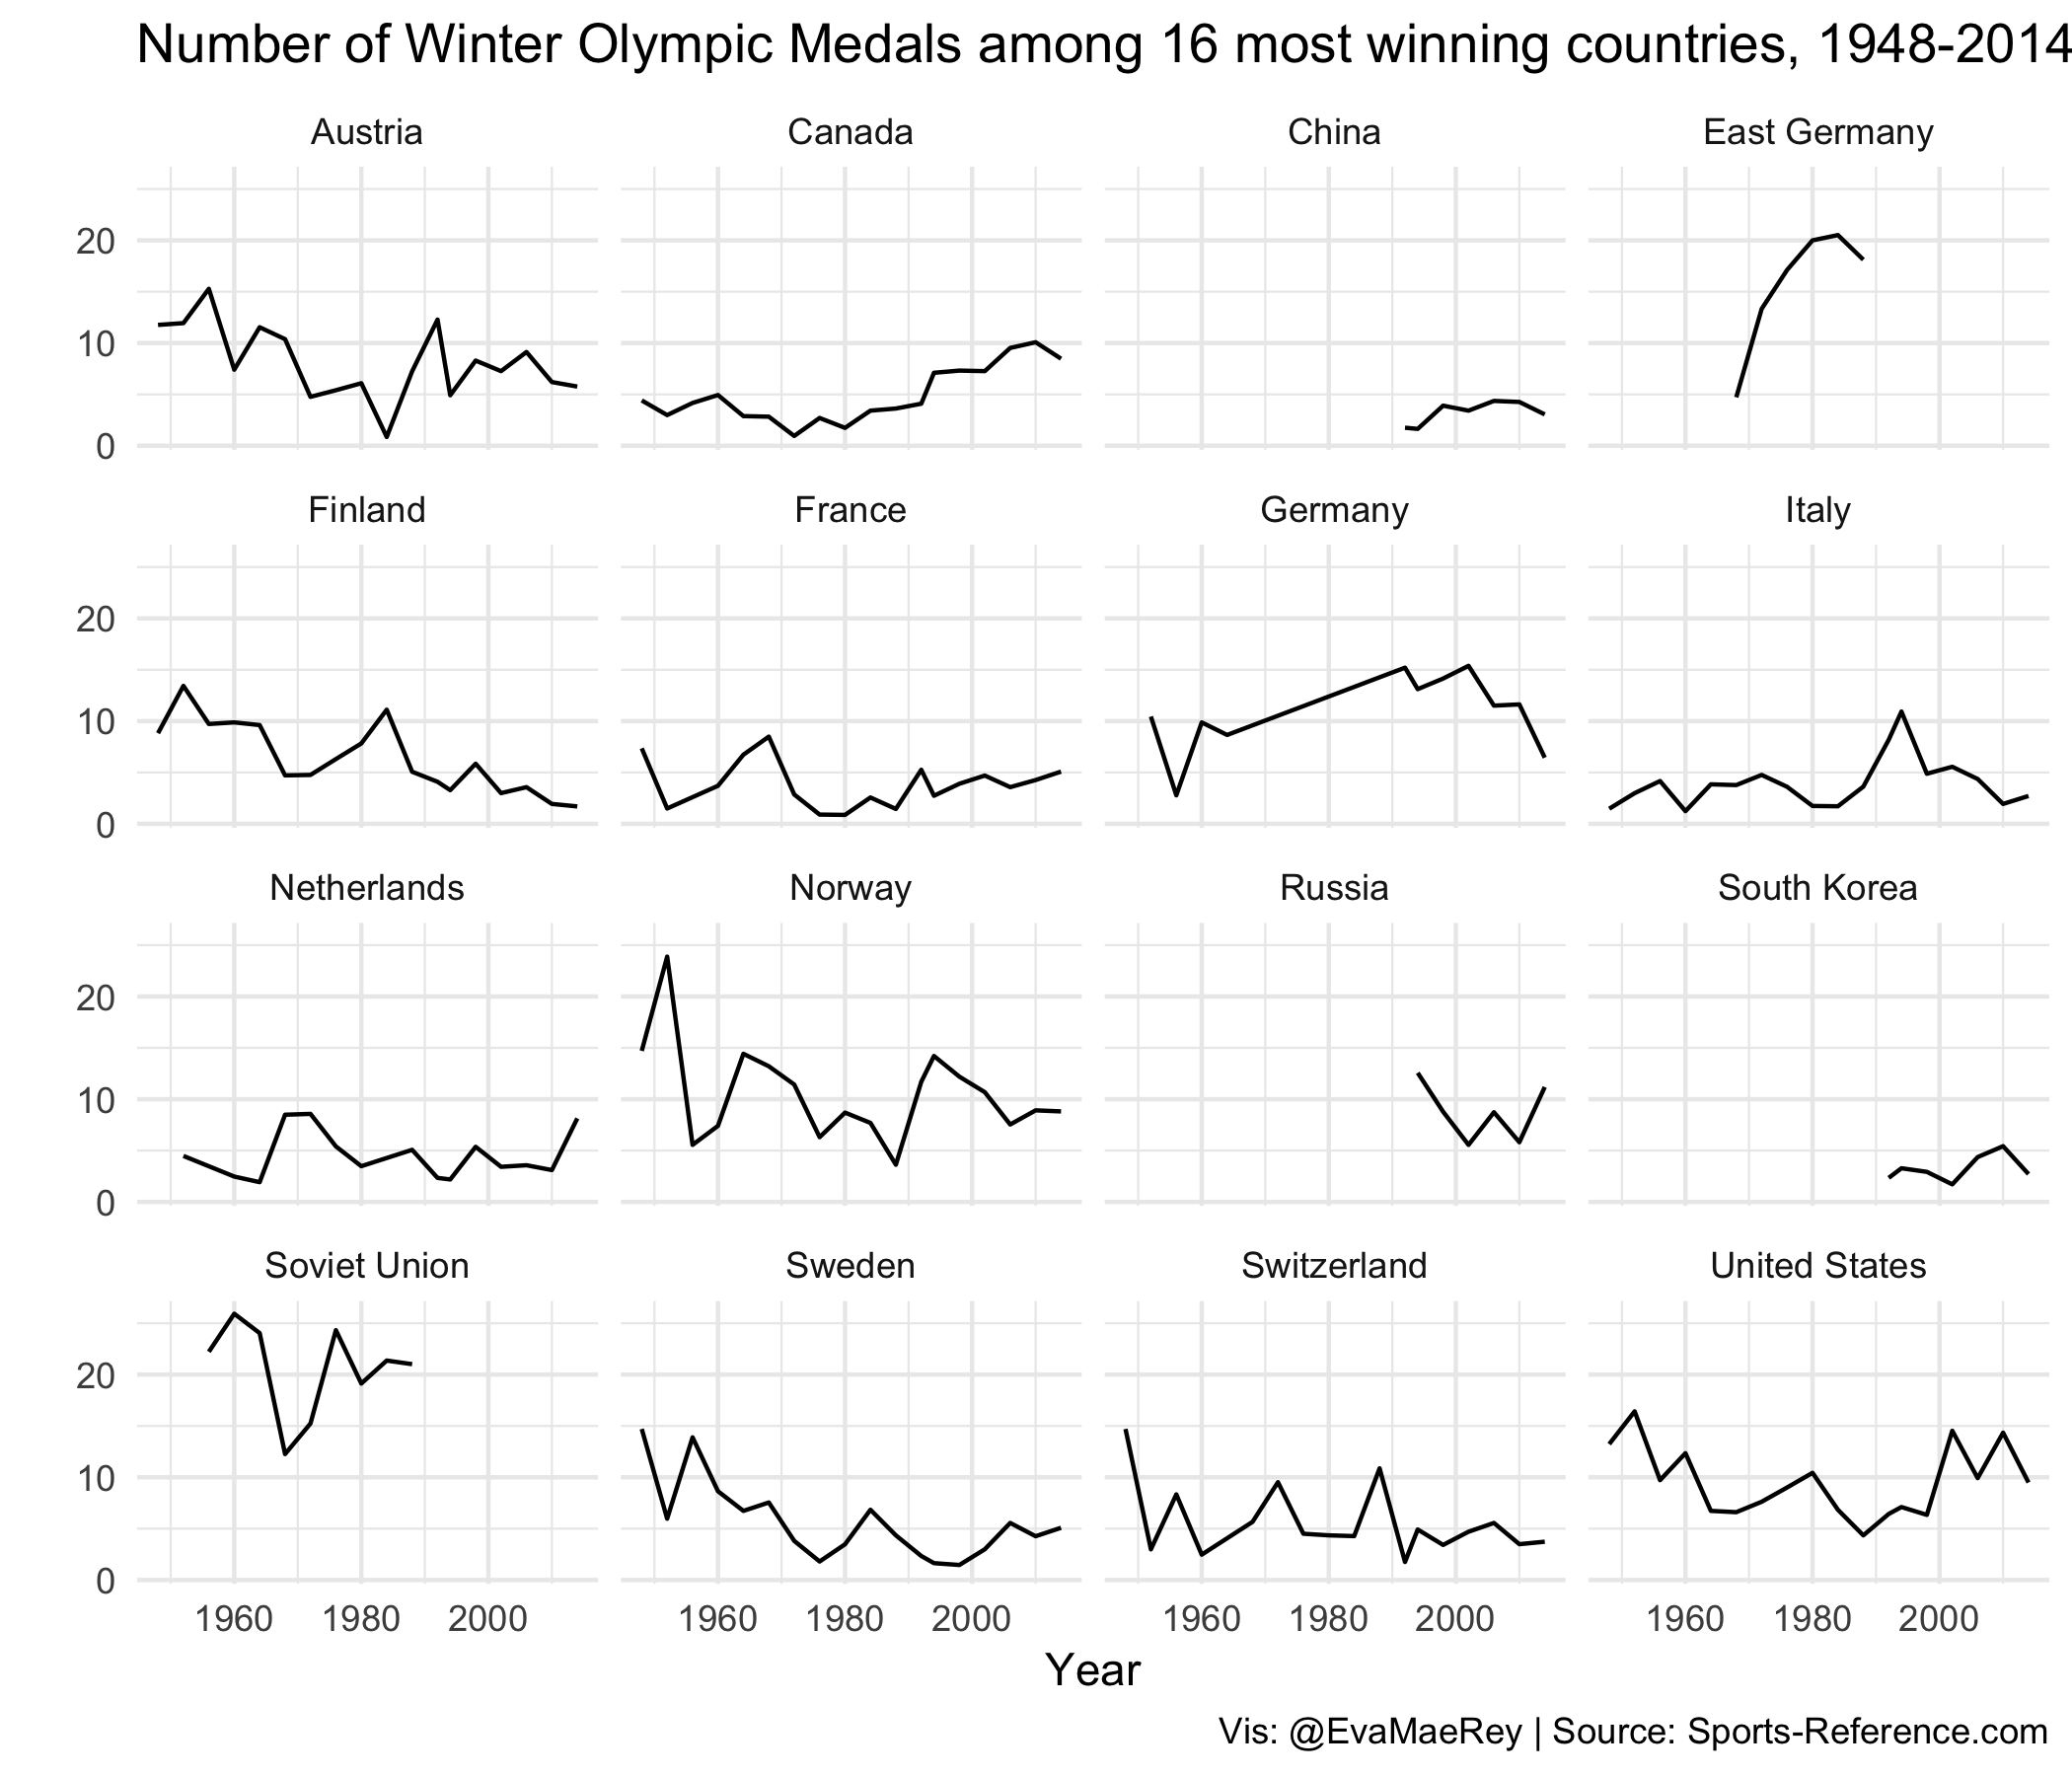 Number of Winter Olympic Medals among 16 most winning countries, 1948-2014
Austria Canada China East Germany
20
10
0
Finland France Germany Italy
20
10
0
Netherlands Norway Russia South Korea
20
10
0
Soviet Union Sweden Switzerland United States
20
10
0
1960 1980 2000 1960 1980 2000 1960 1980 2000 1960 1980 2000
Year
Vis: @EvaMaeRey | Source: Sports-Reference.com